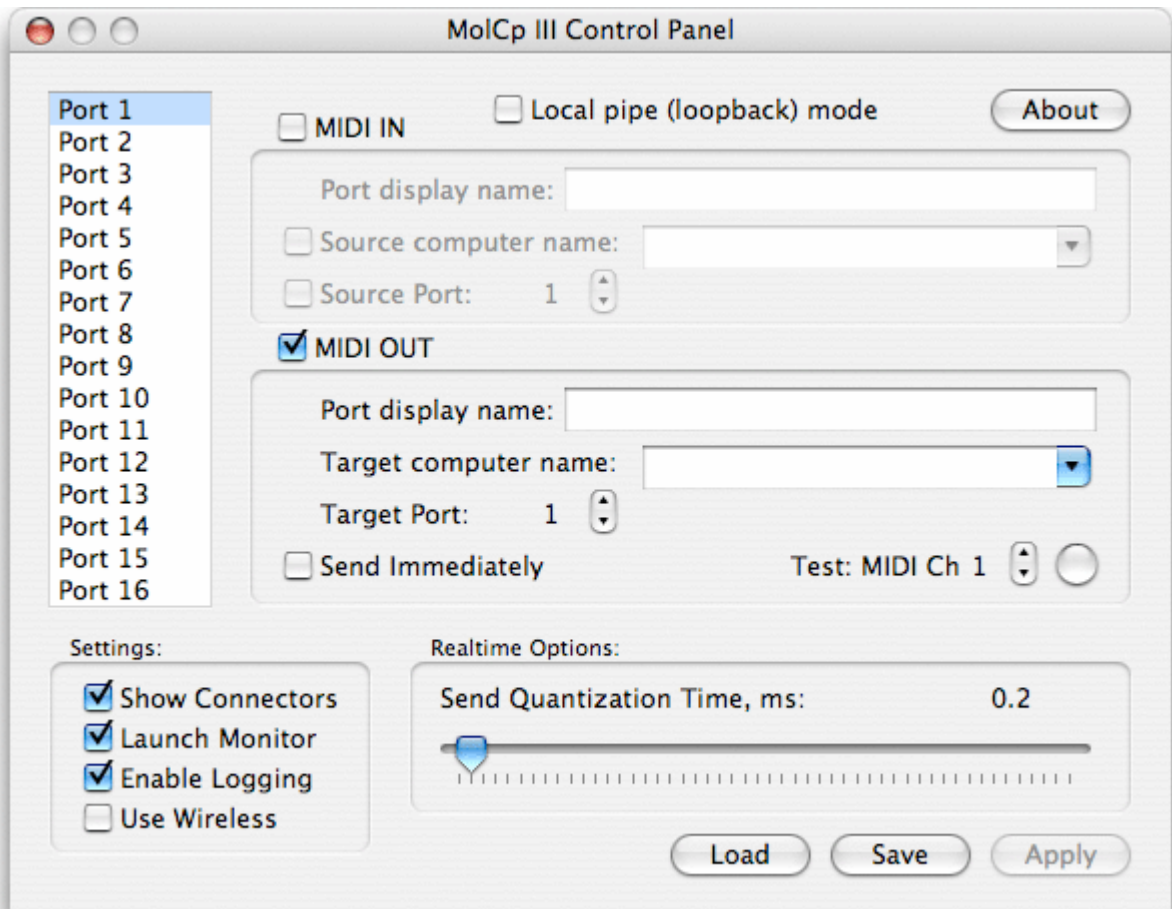 MolCp III Control Panel
Port 1
Port 2
Port 3
Port 4
Port 5
Port 6
Port 7
Port 8
Port 9
Port 10
Port 11
Port 12
Port 13
Port 14
Port 15
Port 16
Local pipe (loopback) mode
About
MIDI IN
Port display name:
Source computer name:
Source Port: 1
MIDI OUT
Port display name:
Target computer name:
Target Port: 1
Send Immediately
Test: MIDI Ch 1
Settings:
Show Connectors
Launch Monitor
Enable Logging
Use Wireless
Realtime Options:
Send Quantization Time, ms: 0.2
Load
Save
Apply